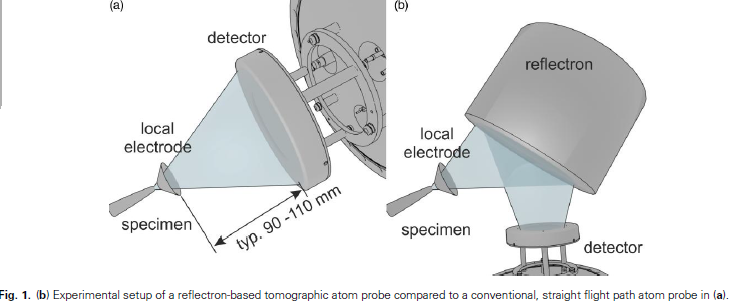 (a)
detector
local
electrode
specimen
typ. 90 -110 mm
(b)
reflectron
local
electrode
specimen
detector
Fig. 1. (b) Experimental setup of a reflectron-based tomographic atom probe compared to a conventional, straight flight path atom probe in (a).